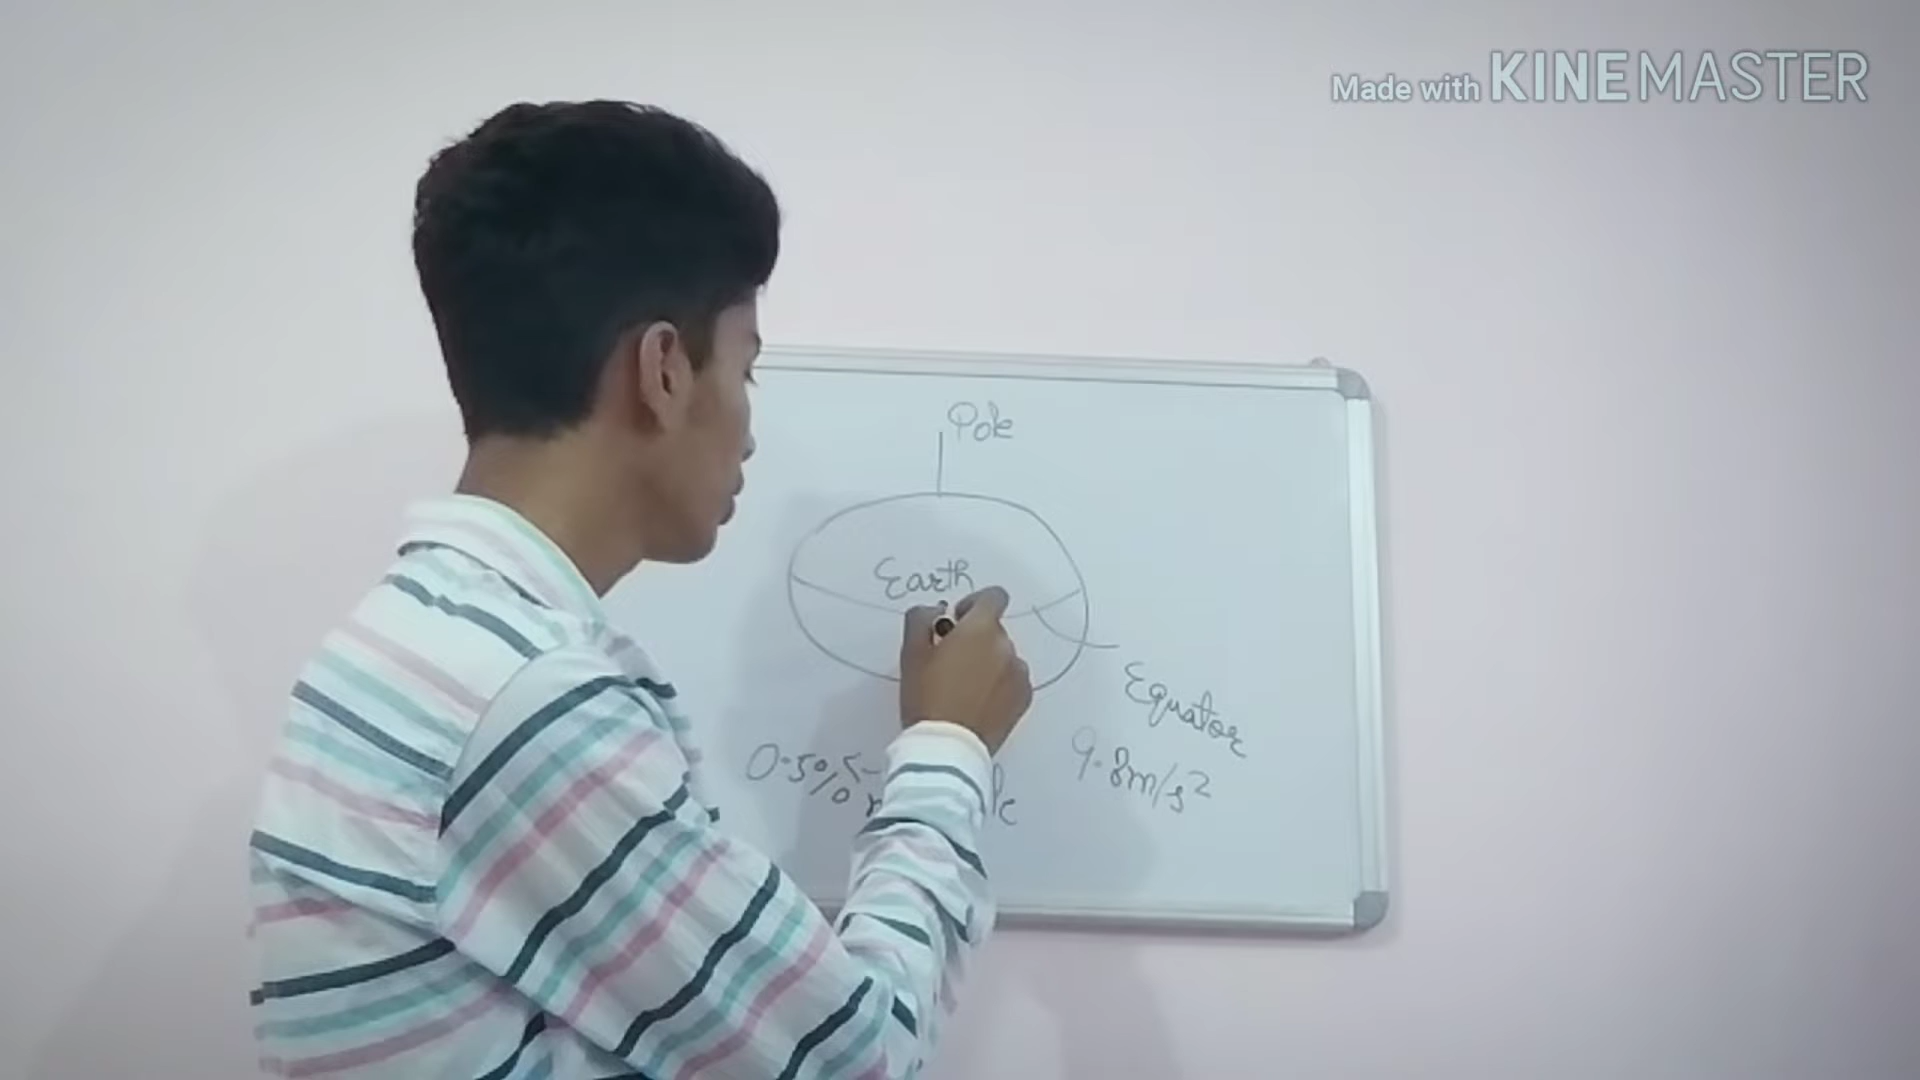 Made with KINEMASTER
Pole
Earth
Equator
9.8m/s2
0.5%